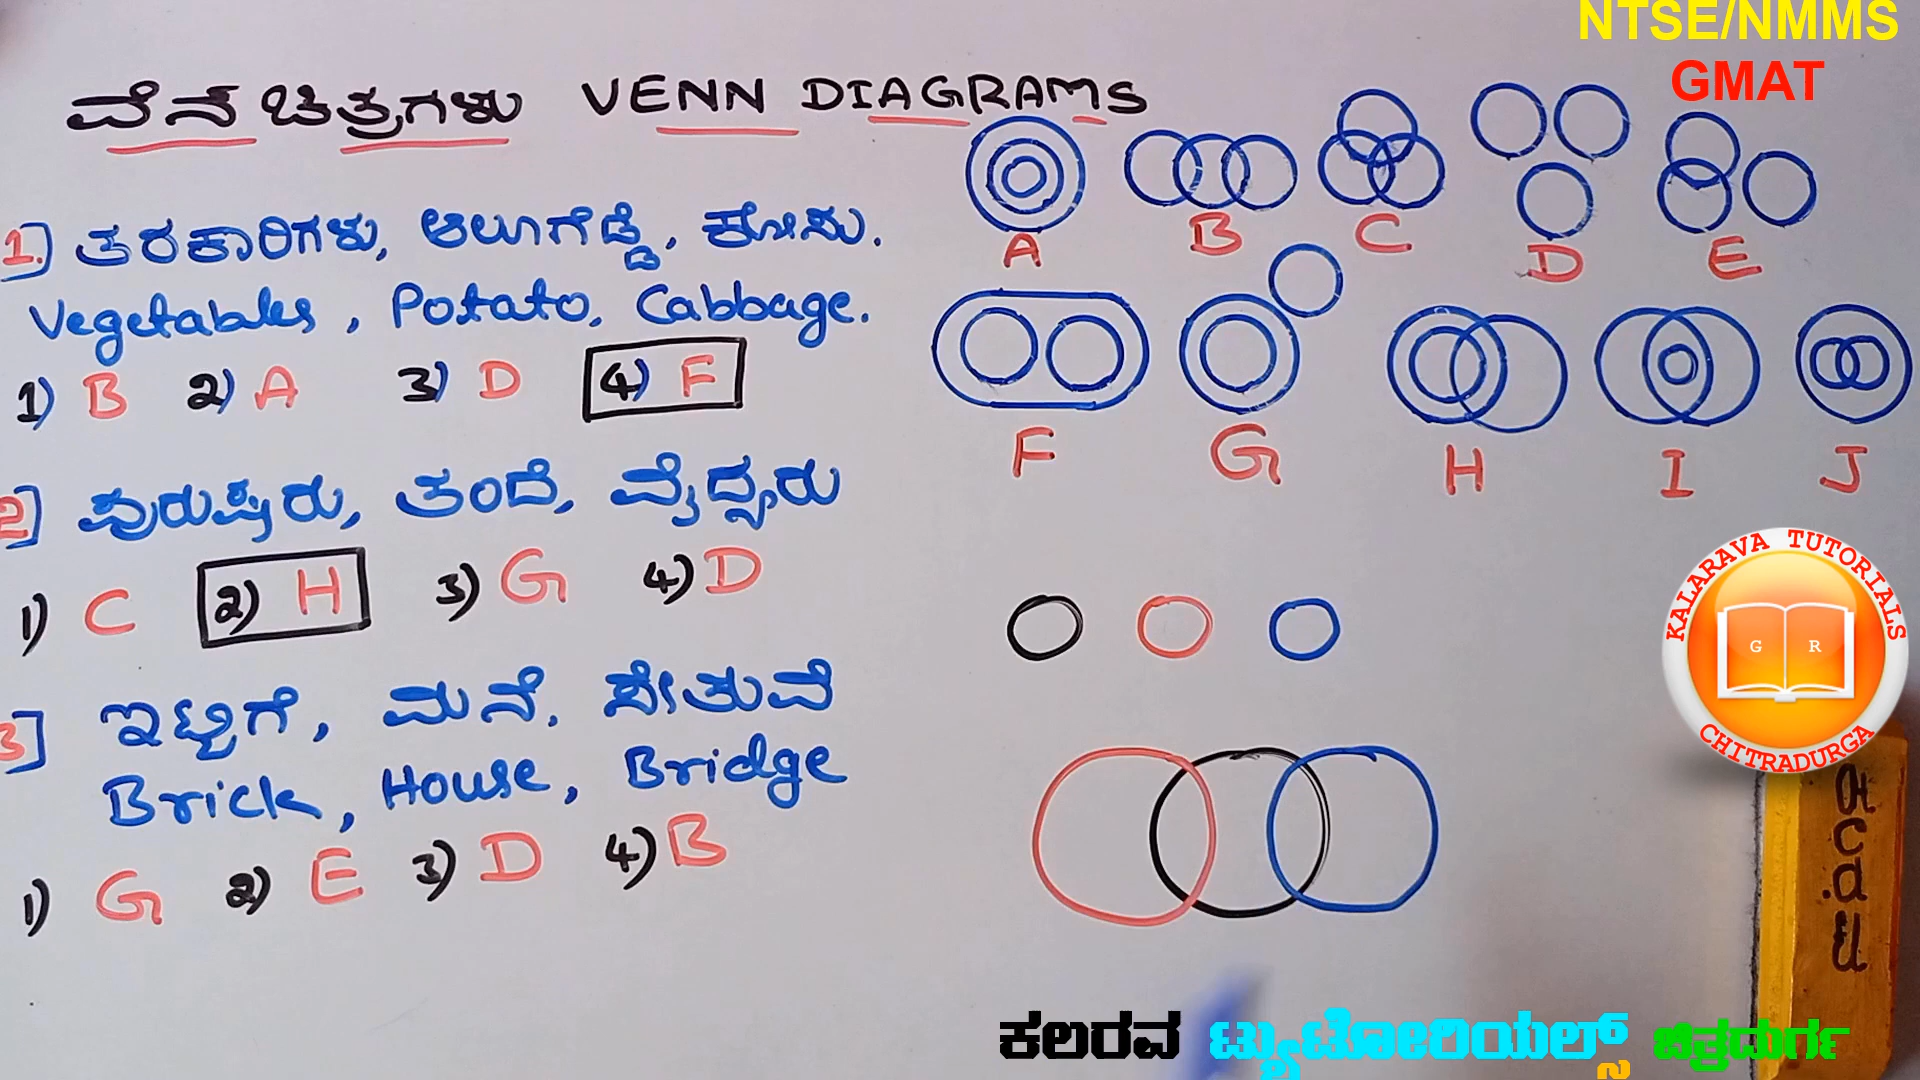 NTSE/NMMS
GMAT
ವೆನ್ ಚಿತ್ರಗಳು VENN DIAGRAMS
A B C D E
1] ತರಕಾರಿಗಳು, ಆಲೂಗೆಡ್ಡೆ, ಕೋಸು.
Vegetables, Potato, Cabbage.
1) B 2) A 3) D 4) F
F G H I J
2] ಪುರುಷರು, ತಂದೆ, ವೈದ್ಯರು
1) C 2) H 3) G 4) D
3] ಇಟ್ಟಿಗೆ, ಮನೆ, ಸೇತುವೆ
Brick, House, Bridge
1) G 2) E 3) D 4) B
KALARAVA TUTORIALS
G R
CHITRADURGA
ಕಲರವ ಟ್ಯುಟೋರಿಯಲ್ಸ್ ಚಿತ್ರದುರ್ಗ